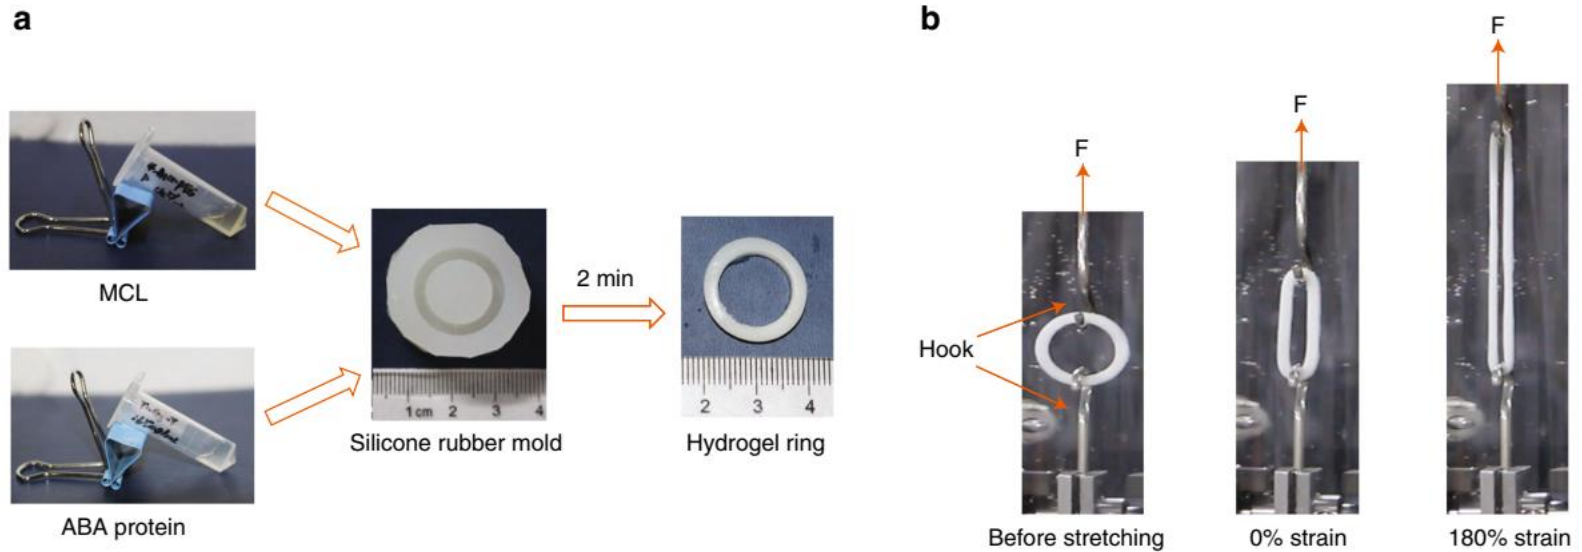 a
MCL
ABA protein
1 cm 2 3 4
Silicone rubber mold
2 min
2 3 4
Hydrogel ring
b
F
F
F
Hook
Before stretching
0% strain
180% strain